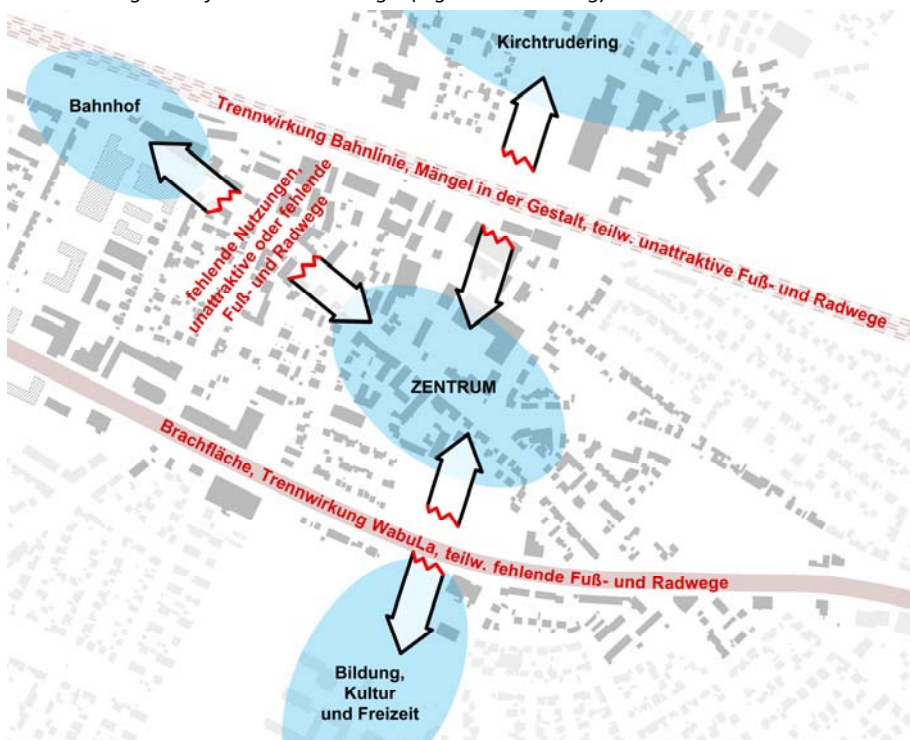 Kirchtrudering
Bahnhof
Trennwirkung Bahnlinie, Mängel in der Gestalt, teilw. unattraktive Fuß- und Radwege
fehlende Nutzungen,
unattraktive oder fehlende
Fuß- und Radwege
ZENTRUM
Brachfläche, Trennwirkung WabuLa, teilw. fehlende Fuß- und Radwege
Bildung,
Kultur
und Freizeit